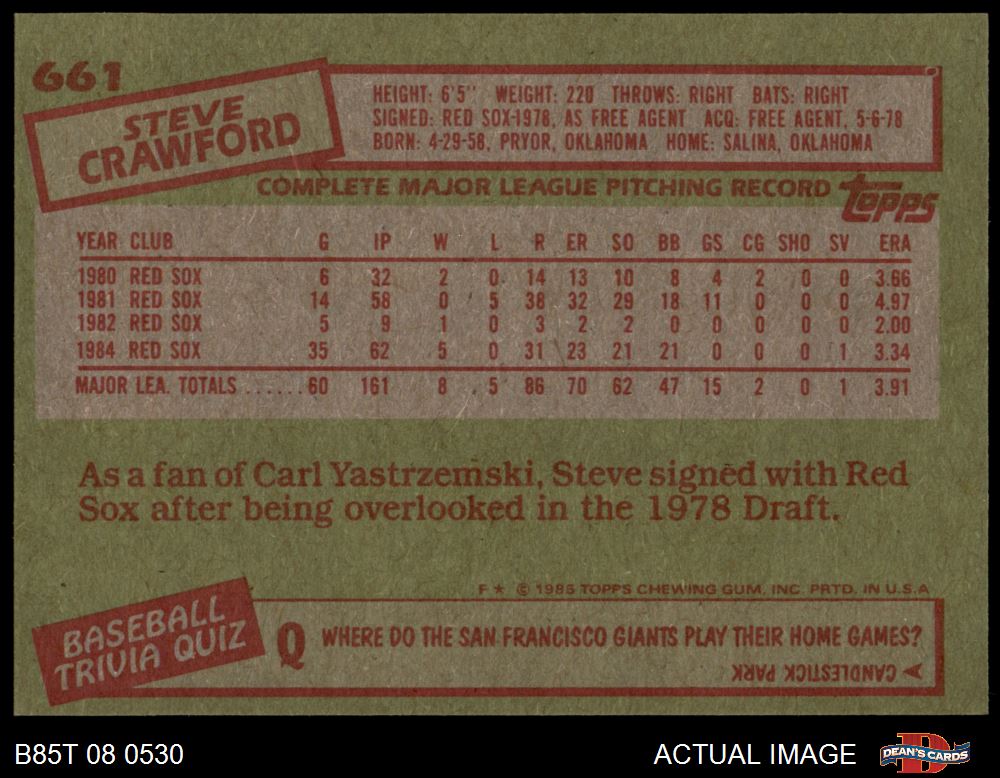 661
STEVE
CRAWFORD
HEIGHT: 6'5" WEIGHT: 220 THROWS: RIGHT BATS: RIGHT
SIGNED: RED SOX-1978, AS FREE AGENT ACQ: FREE AGENT, 5-6-78
BORN: 4-29-58, PRYOR, OKLAHOMA HOME: SALINA, OKLAHOMA
COMPLETE MAJOR LEAGUE PITCHING RECORD topps
YEAR CLUB G IP W L R ER SO BB GS CG SHO SV ERA
1980 RED SOX 6 32 2 0 14 13 10 8 4 2 0 0 3.66
1981 RED SOX 14 58 0 5 38 32 29 18 11 0 0 0 4.97
1982 RED SOX 5 9 1 0 3 2 2 0 0 0 0 0 2.00
1984 RED SOX 35 62 5 0 31 23 21 21 0 0 0 1 3.34
MAJOR LEA. TOTALS ...... 60 161 8 5 86 70 62 47 15 2 0 1 3.91
As a fan of Carl Yastrzemski, Steve signed with Red
Sox after being overlooked in the 1978 Draft.
F ★ © 1985 TOPPS CHEWING GUM, INC. PRTD. IN U.S.A
BASEBALL
TRIVIA QUIZ
Q WHERE DO THE SAN FRANCISCO GIANTS PLAY THEIR HOME GAMES?
➤ CANDLESTICK PARK
B85T 08 0530
ACTUAL IMAGE
DEAN'S CARDS